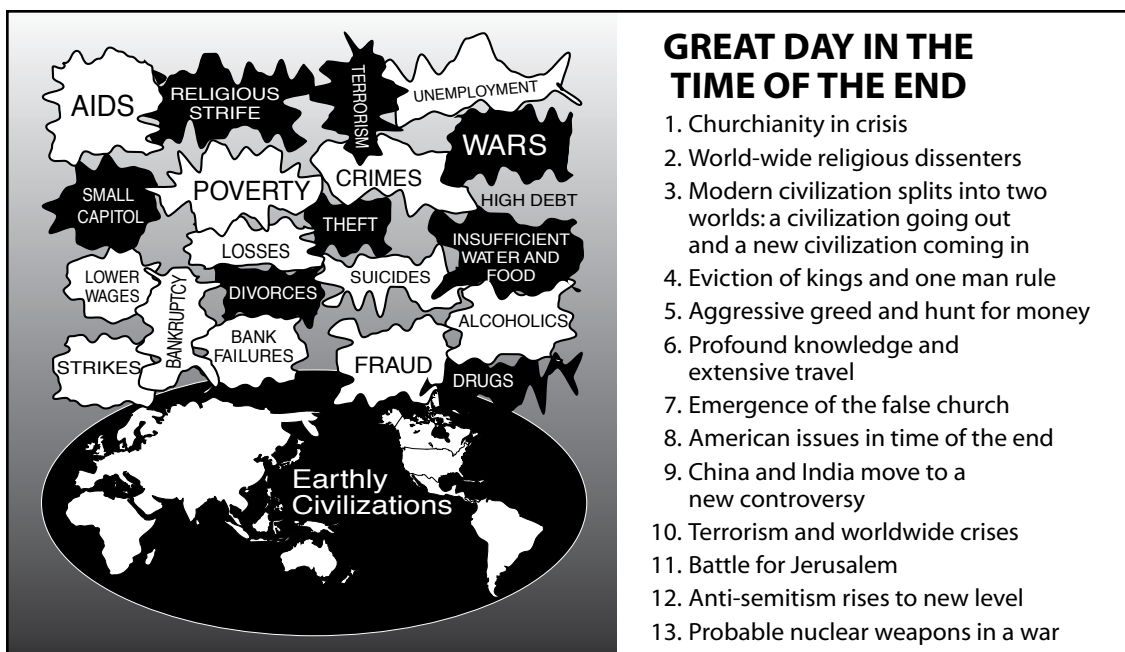 AIDS
RELIGIOUS
STRIFE
TERRORISM
UNEMPLOYMENT
WARS
SMALL
CAPITOL
POVERTY
CRIMES
HIGH DEBT
THEFT
LOSSES
INSUFFICIENT
WATER AND
FOOD
LOWER
WAGES
BANKRUPTCY
DIVORCES
SUICIDES
ALCOHOLICS
BANK
FAILURES
STRIKES
FRAUD
DRUGS
Earthly
Civilizations
GREAT DAY IN THE
TIME OF THE END
1. Churchianity in crisis
2. World-wide religious dissenters
3. Modern civilization splits into two
worlds: a civilization going out
and a new civilization coming in
4. Eviction of kings and one man rule
5. Aggressive greed and hunt for money
6. Profound knowledge and
extensive travel
7. Emergence of the false church
8. American issues in time of the end
9. China and India move to a
new controversy
10. Terrorism and worldwide crises
11. Battle for Jerusalem
12. Anti-semitism rises to new level
13. Probable nuclear weapons in a war